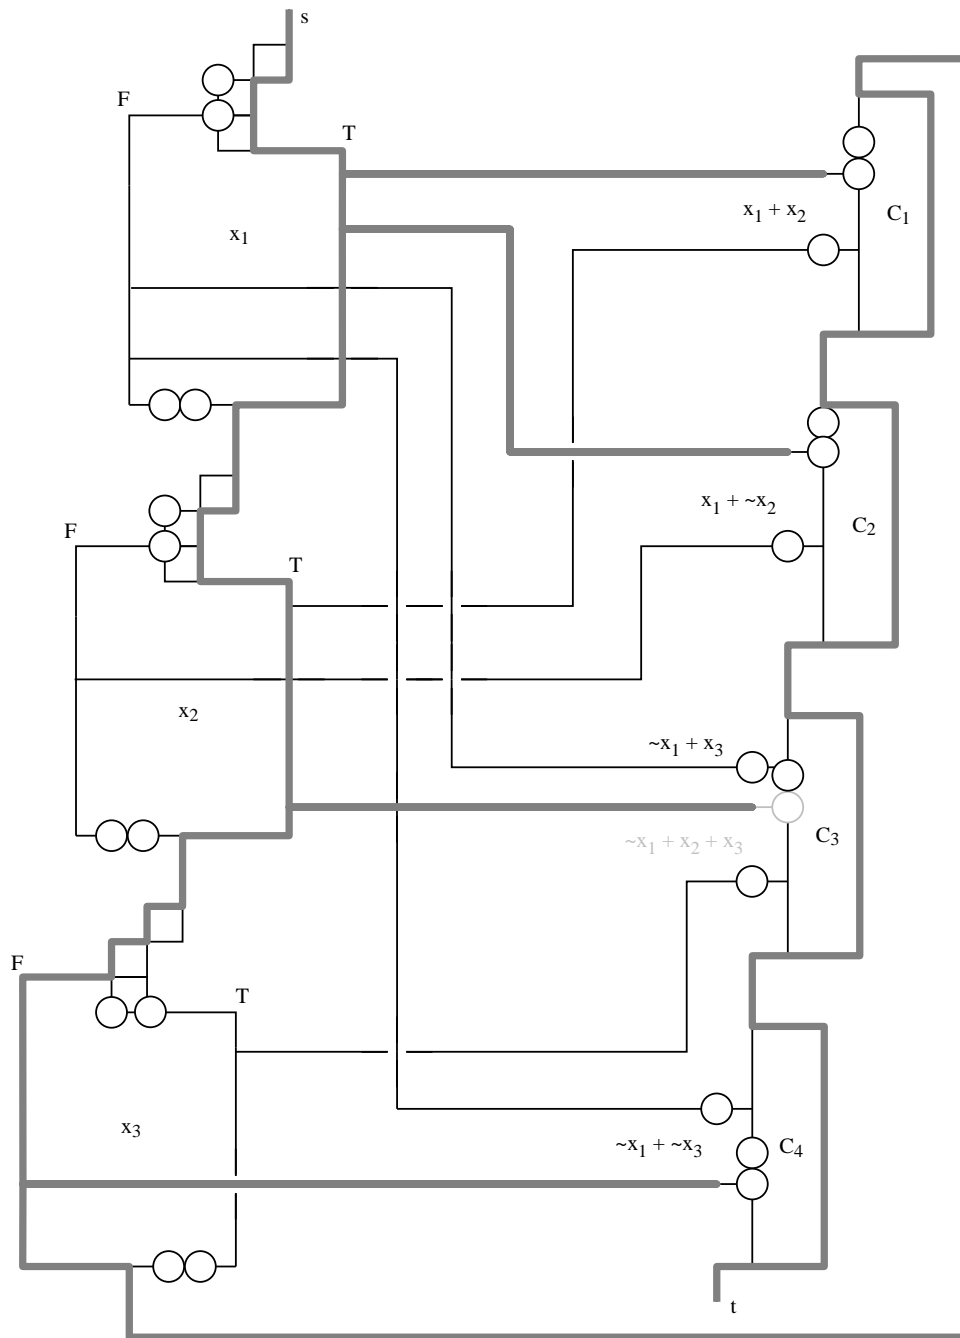 s
F
T
x1 + x2
C1
x1
x1 + ~x2
C2
F
T
x2
~x1 + x3
~x1 + x2 + x3
C3
F
T
x3
~x1 + ~x3
C4
t